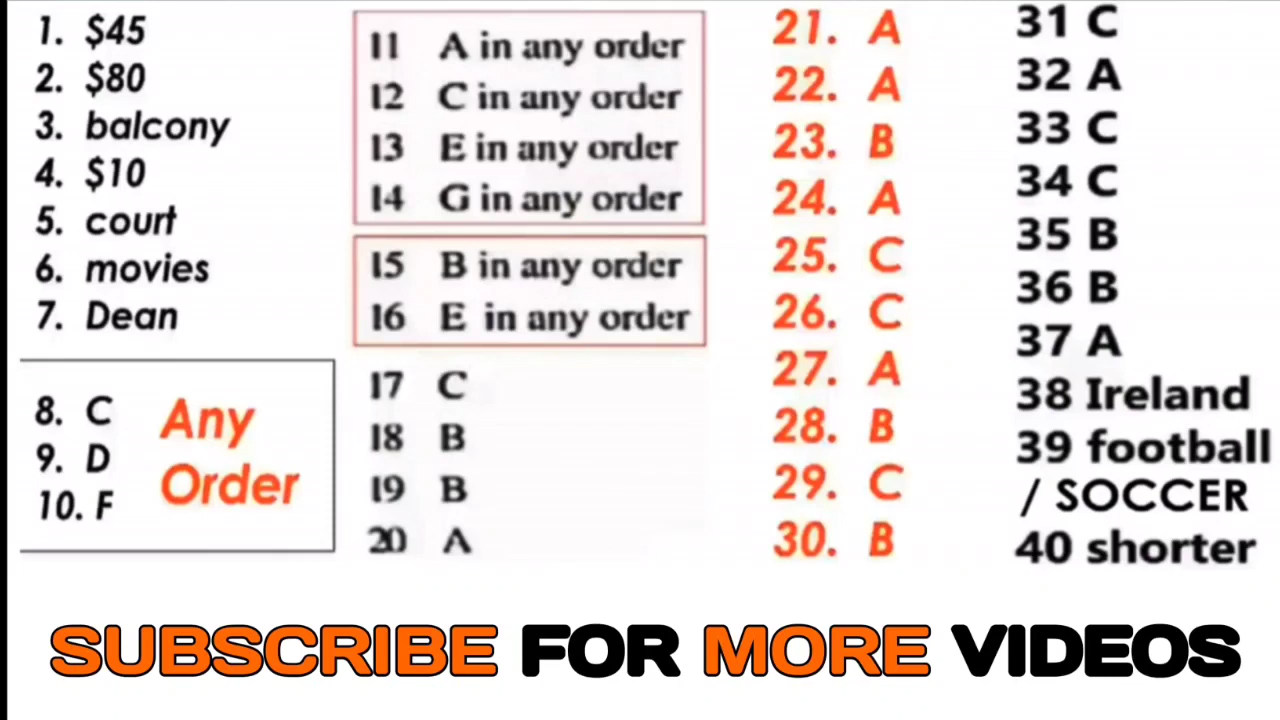 1. $45
2. $80
3. balcony
4. $10
5. court
6. movies
7. Dean
8. C
9. D
10. F
Any
Order
11 A in any order
12 C in any order
13 E in any order
14 G in any order
15 B in any order
16 E in any order
17 C
18 B
19 B
20 A
21. A
22. A
23. B
24. A
25. C
26. C
27. A
28. B
29. C
30. B
31 C
32 A
33 C
34 C
35 B
36 B
37 A
38 Ireland
39 football
/ SOCCER
40 shorter
SUBSCRIBE FOR MORE VIDEOS